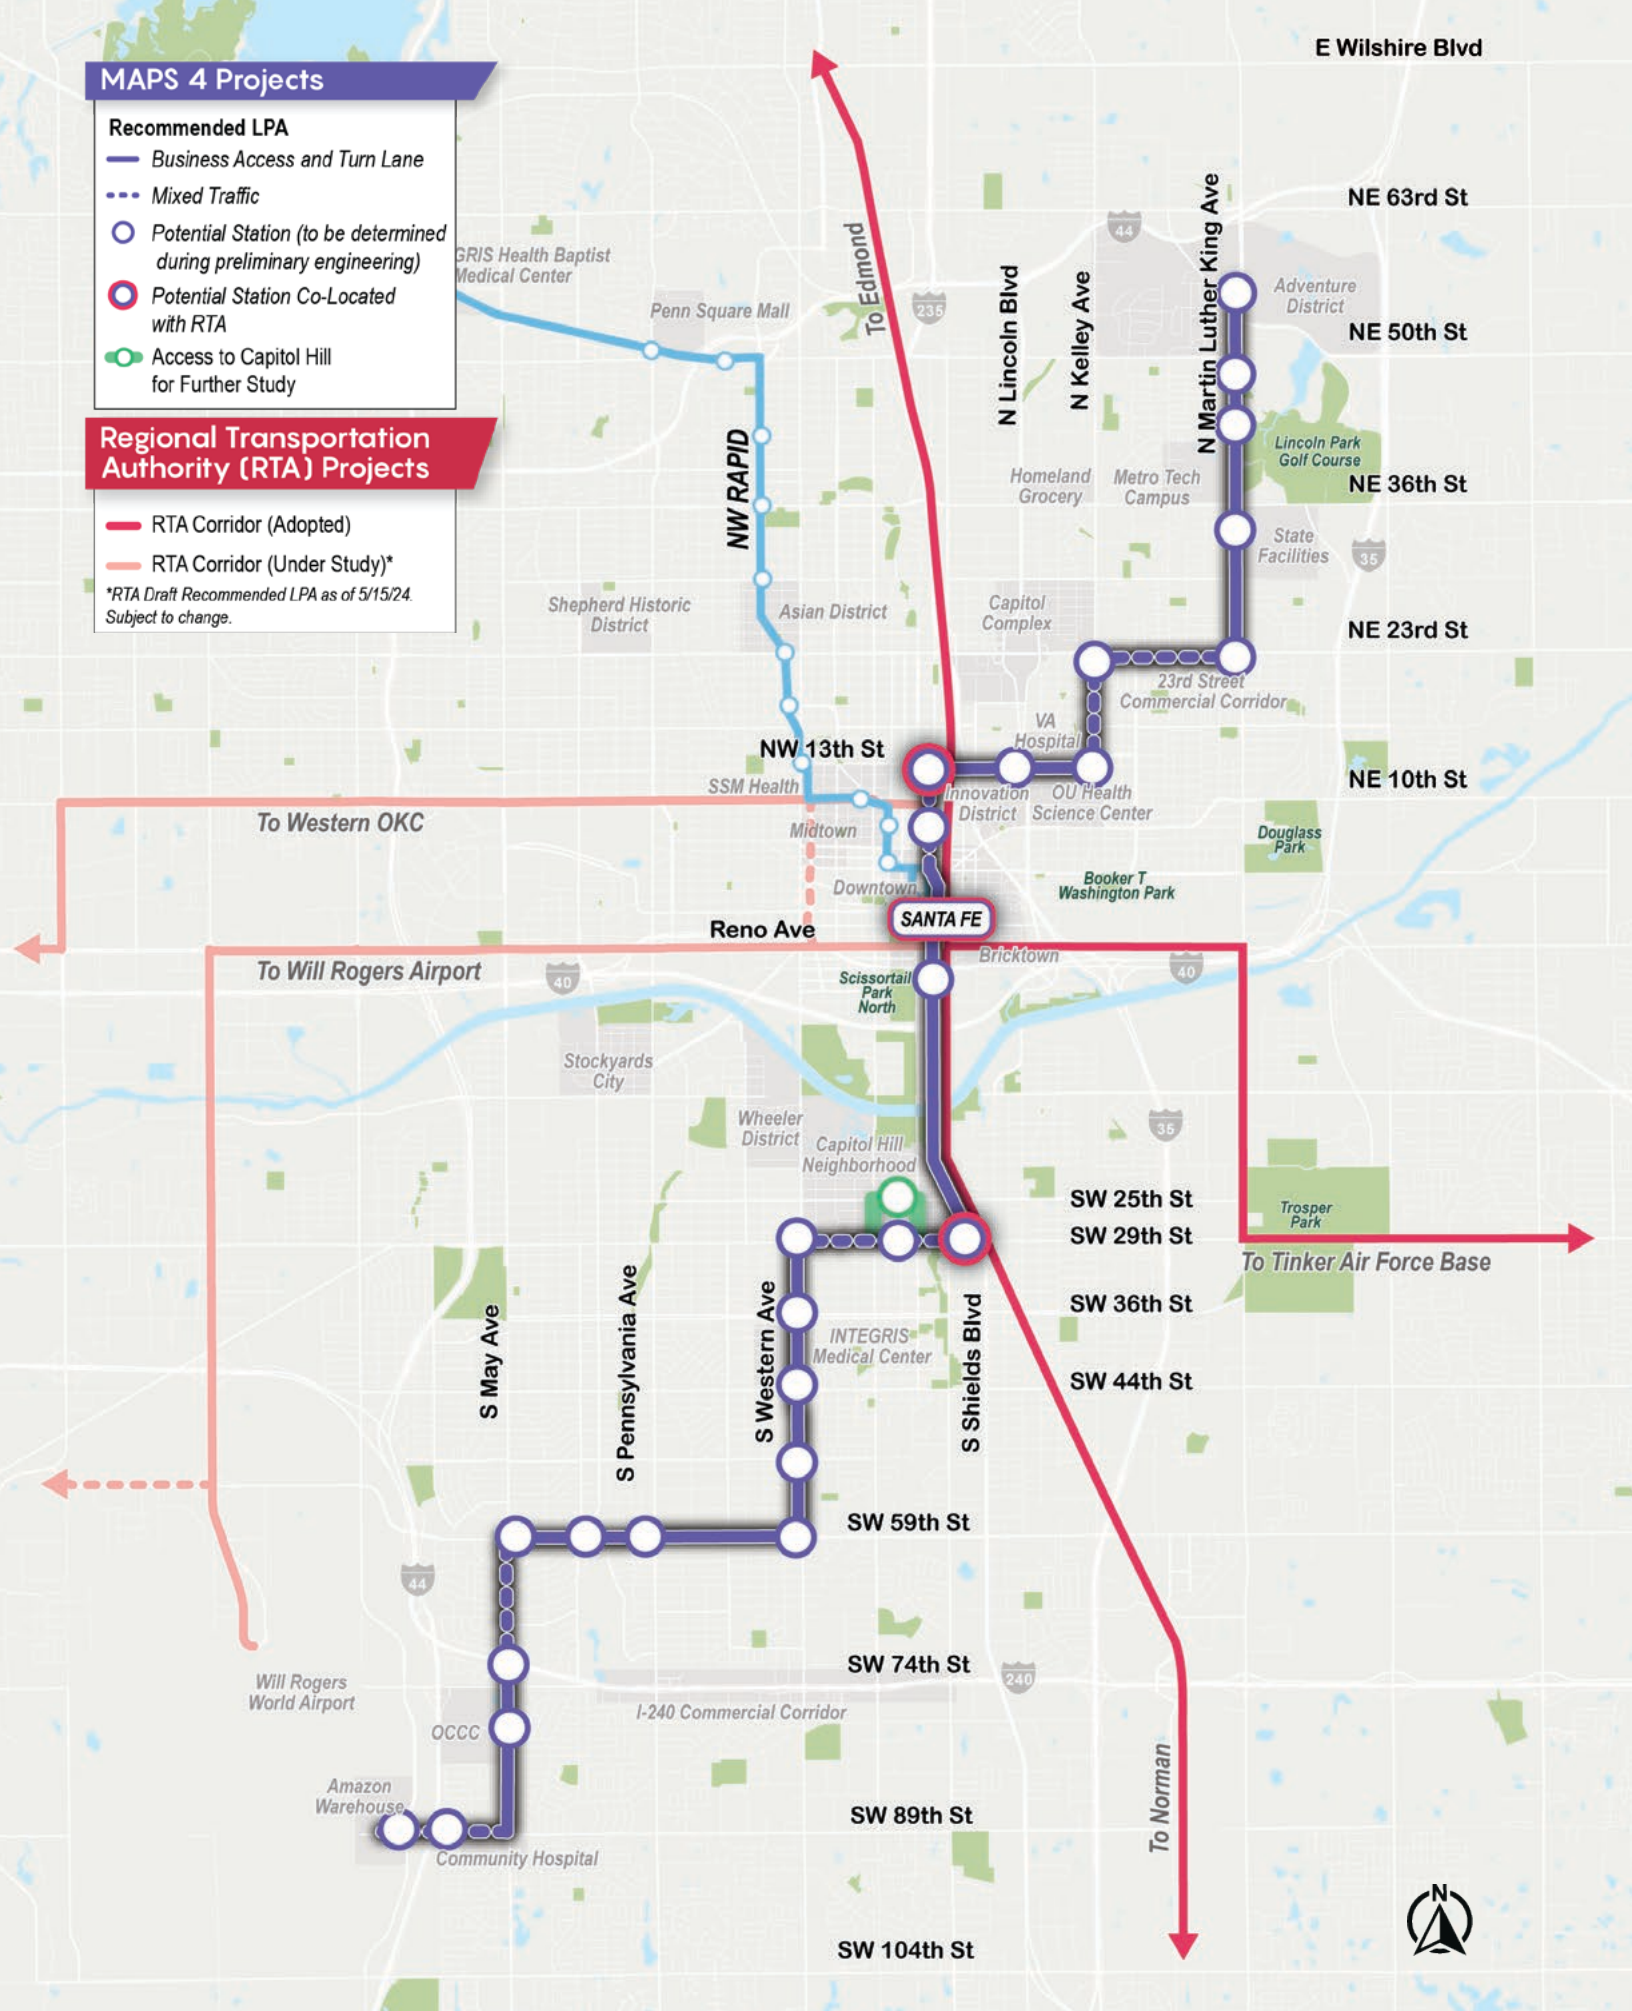 E Wilshire Blvd
MAPS 4 Projects
Recommended LPA
Business Access and Turn Lane
Mixed Traffic
Potential Station (to be determined
during preliminary engineering)
Potential Station Co-Located
with RTA
Access to Capitol Hill
for Further Study
Regional Transportation
Authority (RTA) Projects
RTA Corridor (Adopted)
RTA Corridor (Under Study)*
*RTA Draft Recommended LPA as of 5/15/24.
Subject to change.
NE 63rd St
44
GRIS Health Baptist
Medical Center
Penn Square Mall
To Edmond
235
N Lincoln Blvd
N Kelley Ave
N Martin Luther King Ave
Adventure
District
NE 50th St
Lincoln Park
Golf Course
NE 36th St
Homeland
Grocery
Metro Tech
Campus
NW RAPID
State
Facilities
35
Shepherd Historic
District
Asian District
Capitol
Complex
NE 23rd St
23rd Street
Commercial Corridor
VA
Hospital
NW 13th St
NE 10th St
SSM Health
Innovation
District
OU Health
Science Center
To Western OKC
Midtown
Douglass
Park
Downtown
Booker T
Washington Park
SANTA FE
Reno Ave
Bricktown
To Will Rogers Airport
40
40
Scissortail
Park
North
Stockyards
City
Wheeler
District
35
Capitol Hill
Neighborhood
SW 25th St
Trosper
Park
SW 29th St
To Tinker Air Force Base
S May Ave
S Pennsylvania Ave
S Western Ave
S Shields Blvd
SW 36th St
INTEGRIS
Medical Center
SW 44th St
SW 59th St
44
SW 74th St
240
Will Rogers
World Airport
I-240 Commercial Corridor
OCCC
To Norman
Amazon
Warehouse
SW 89th St
Community Hospital
N
SW 104th St